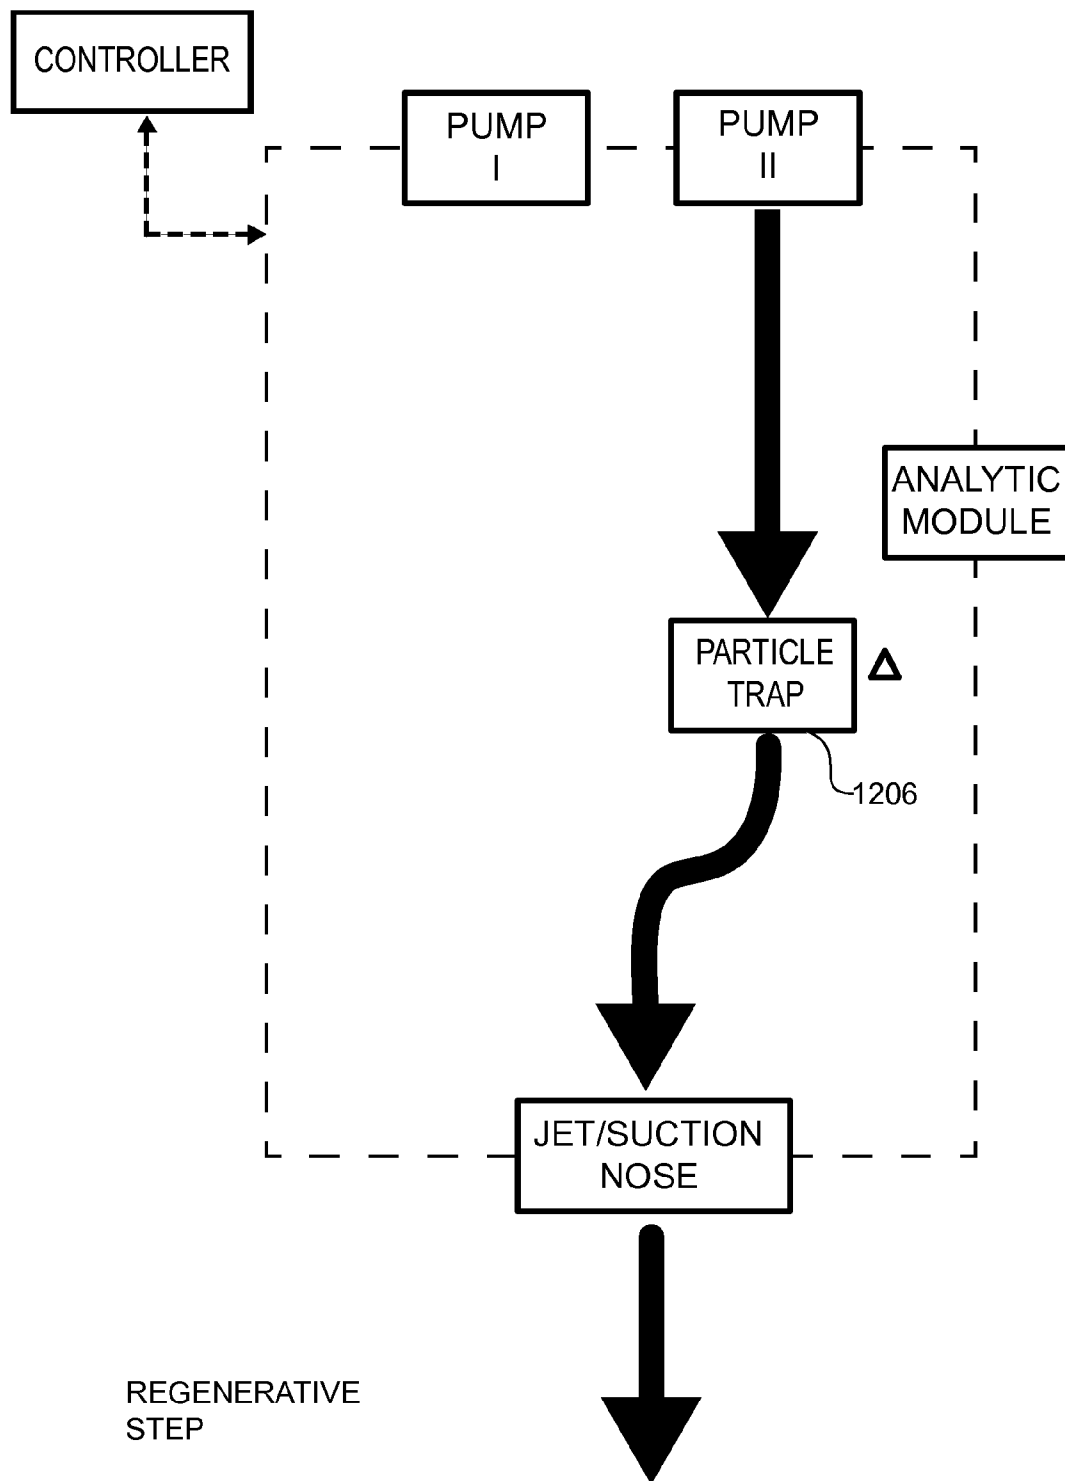 CONTROLLER
PUMP
I
PUMP
II
ANALYTIC
MODULE
PARTICLE
TRAP
Δ
1206
JET/SUCTION
NOSE
REGENERATIVE
STEP